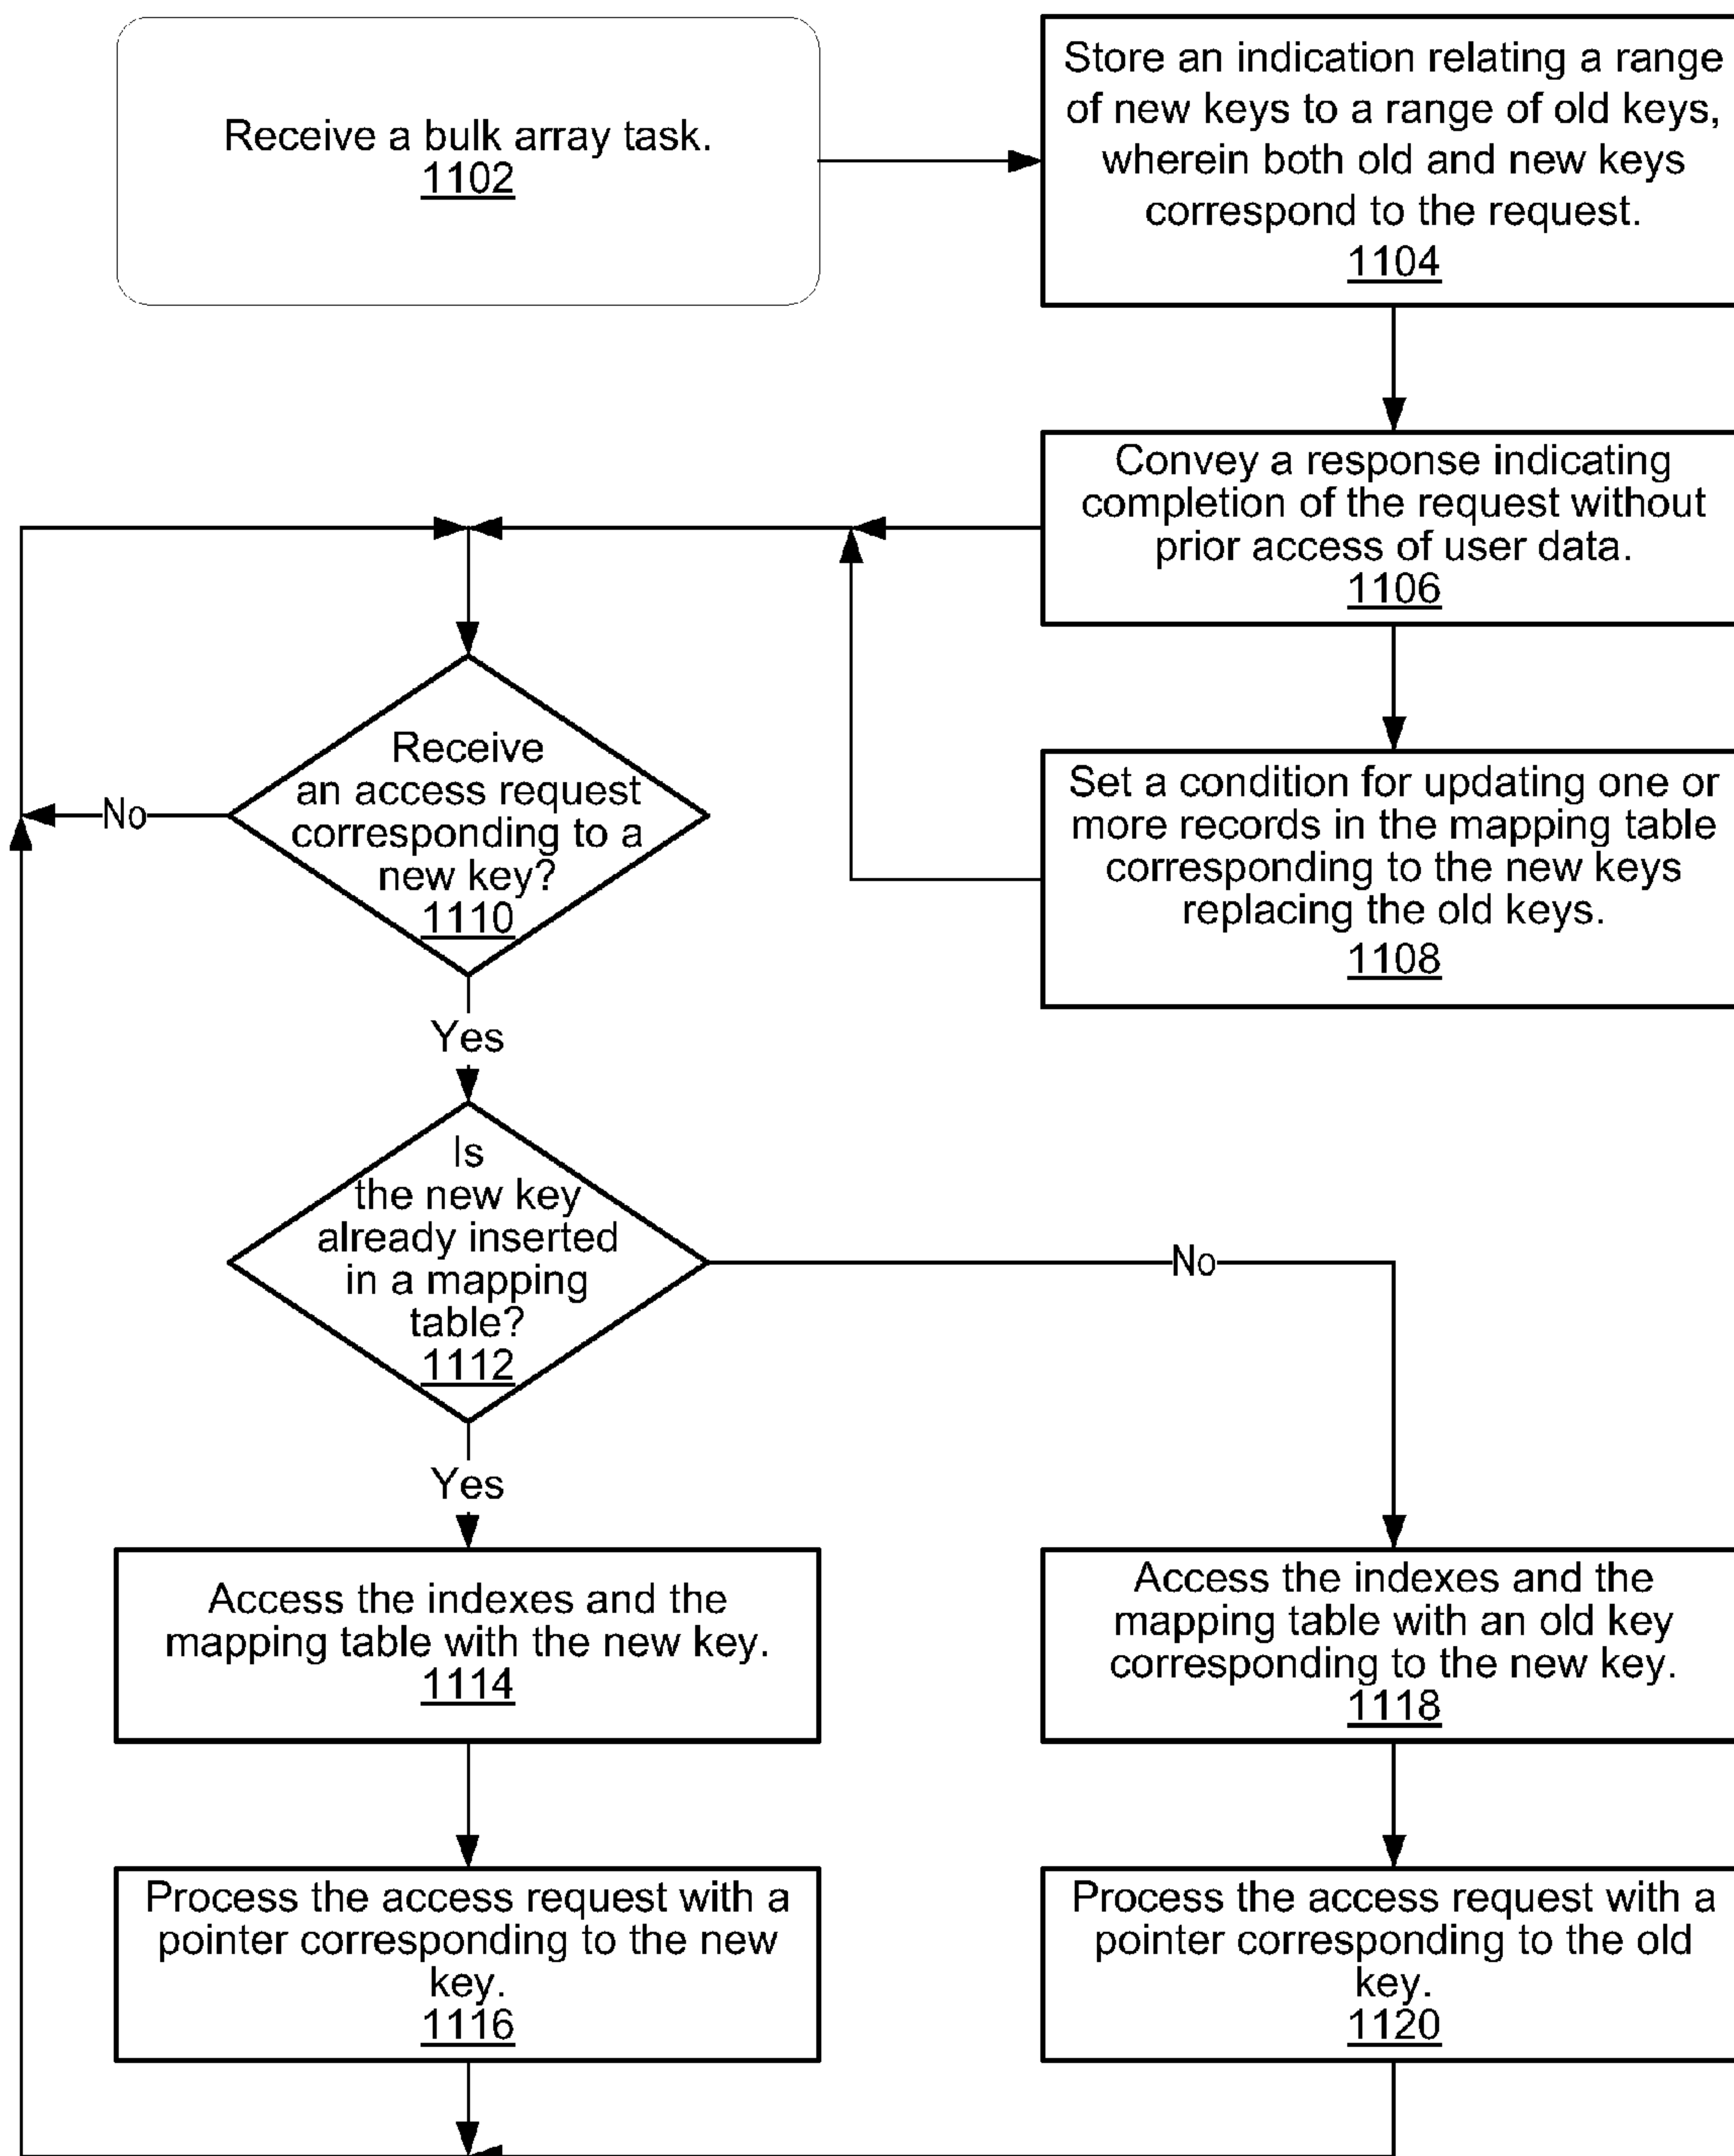 Receive a bulk array task.
1102
Store an indication relating a range
of new keys to a range of old keys,
wherein both old and new keys
correspond to the request.
1104
Convey a response indicating
completion of the request without
prior access of user data.
1106
Set a condition for updating one or
more records in the mapping table
corresponding to the new keys
replacing the old keys.
1108
Receive
an access request
corresponding to a
new key?
1110
No
Yes
Is
the new key
already inserted
in a mapping
table?
1112
No
Yes
Access the indexes and the
mapping table with the new key.
1114
Access the indexes and the
mapping table with an old key
corresponding to the new key.
1118
Process the access request with a
pointer corresponding to the new
key.
1116
Process the access request with a
pointer corresponding to the old
key.
1120